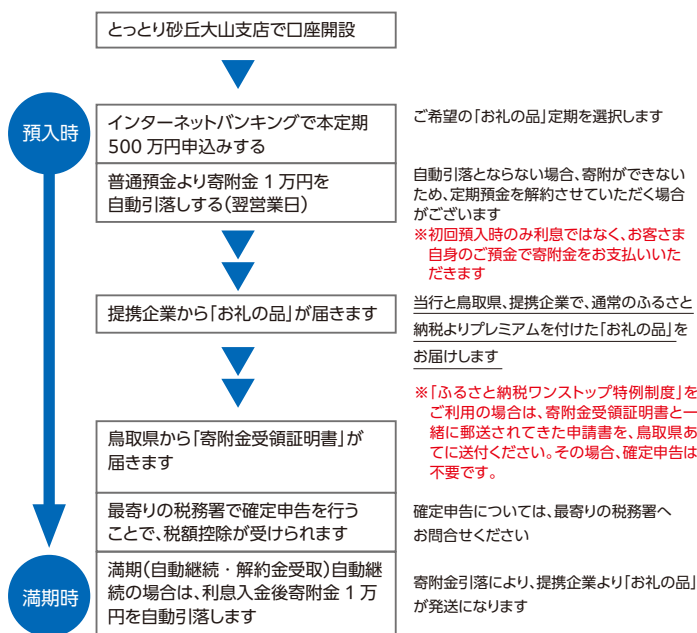 とっとり砂丘大山支店で口座開設
預入時
インターネットバンキングで本定期
500 万円申込みする
ご希望の「お礼の品」定期を選択します
普通預金より寄附金 1 万円を
自動引落しする(翌営業日)
自動引落とならない場合、寄附ができない
ため、定期預金を解約させていただく場合
がございます
※初回預入時のみ利息ではなく、お客さま
自身のご預金で寄附金をお支払いいた
だきます
提携企業から「お礼の品」が届きます
当行と鳥取県、提携企業で、通常のふるさと
納税よりプレミアムを付けた「お礼の品」を
お届けします
※「ふるさと納税ワンストップ特例制度」を
ご利用の場合は、寄附金受領証明書と一
緒に郵送されてきた申請書を、鳥取県あ
てに送付ください。その場合、確定申告は
不要です。
鳥取県から「寄附金受領証明書」が
届きます
最寄りの税務署で確定申告を行う
ことで、税額控除が受けられます
確定申告については、最寄りの税務署へ
お問合せください
満期時
満期(自動継続・解約金受取)自動継
続の場合は、利息入金後寄附金 1 万
円を自動引落します
寄附金引落により、提携企業より「お礼の品」
が発送になります